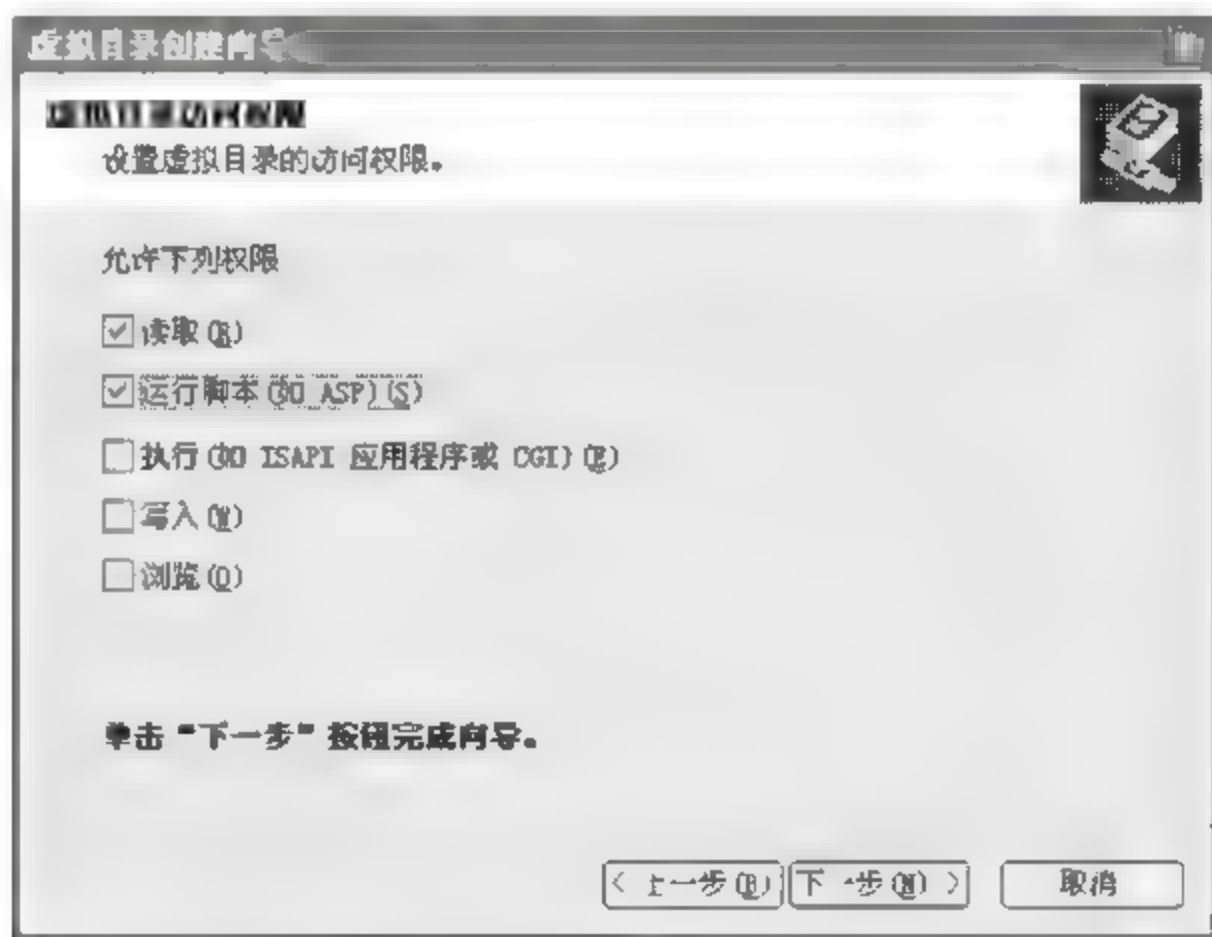 虚拟目录创建向导
虚拟目录访问权限
设置虚拟目录的访问权限。
允许下列权限
读取(R)
运行脚本(如 ASP)(S)
执行(如 ISAPI 应用程序或 CGI)(E)
写入(W)
浏览(O)
单击“下一步”按钮完成向导。
< 上一步(B) 下一步(N) > 取消